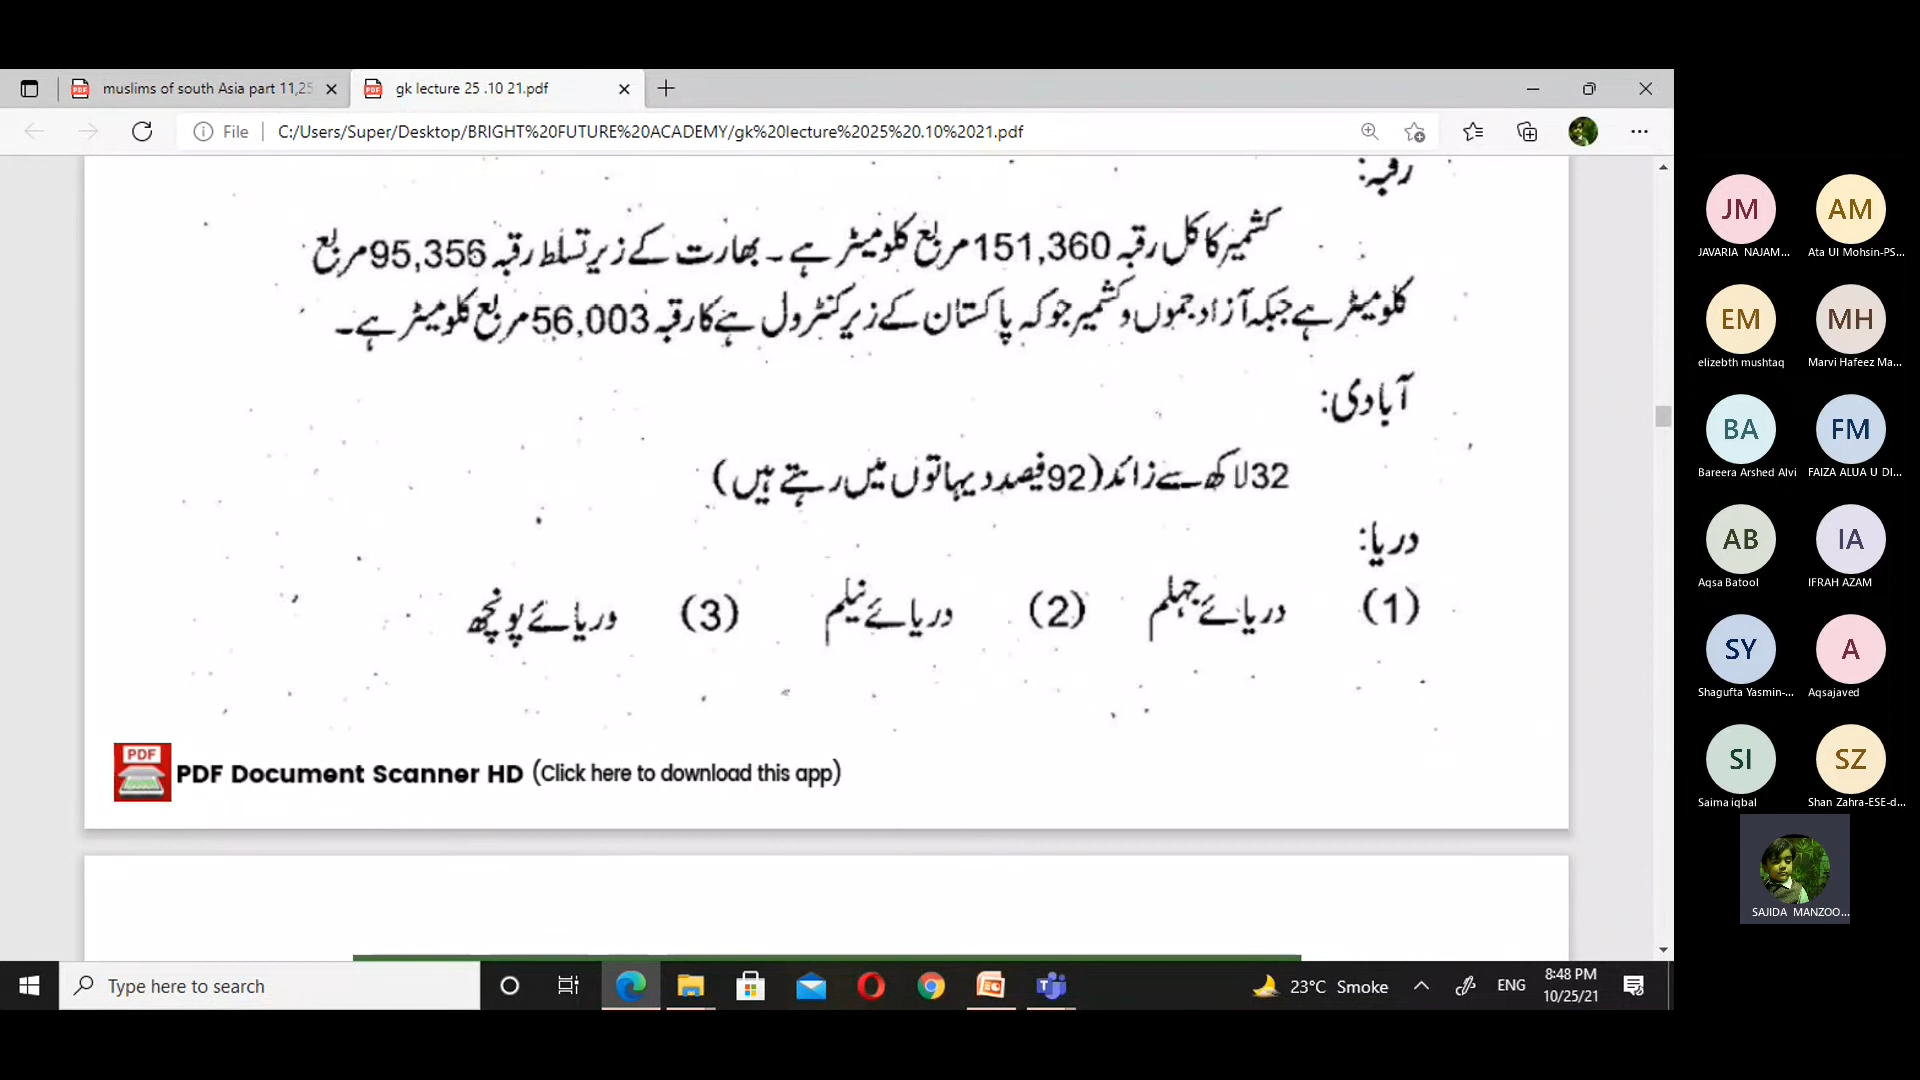 muslims of south Asia part 11,25
gk lecture 25 .10 21.pdf
File
C:/Users/Super/Desktop/BRIGHT%20FUTURE%20ACADEMY/gk%20lecture%2025%20.10%2021.pdf
رقبہ:
کشمیر کا کل رقبہ 151,360 مربع کلومیٹر ہے۔ بھارت کے زیر تسلط رقبہ 95,356 مربع
کلومیٹر ہے جبکہ آزاد جموں و کشمیر جو کہ پاکستان کے زیر کنٹرول ہے کا رقبہ 56,003 مربع کلومیٹر ہے۔
آبادی:
32 لاکھ سے زائد (92 فیصد دیہاتوں میں رہتے ہیں)
دریا:
(1) دریائے جہلم (2) دریائے نیلم (3) دریائے پونچھ
PDF
PDF Document Scanner HD (Click here to download this app)
JM
JAVARIA NAJAM...
AM
Ata Ul Mohsin-PS...
EM
elizebth mushtaq
MH
Marvi Hafeez Ma...
BA
Bareera Arshed Alvi
FM
FAIZA ALUA U DI...
AB
Aqsa Batool
IA
IFRAH AZAM
SY
Shagufta Yasmin-...
A
Aqsajaved
SI
Saima iqbal
SZ
Shan Zahra-ESE-d...
SAJIDA MANZOO...
Type here to search
23°C Smoke
ENG
8:48 PM
10/25/21